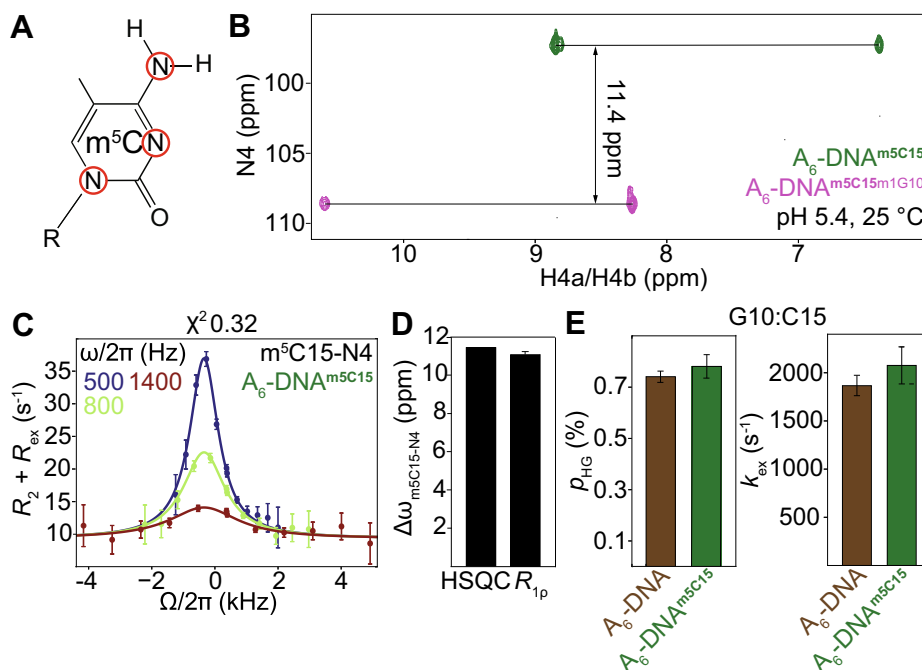 A
H
N
H
m⁵C
N
N
O
R
B
N4 (ppm)
100
105
110
11.4 ppm
A₆-DNAᵐ⁵ᶜ¹⁵
A₆-DNAᵐ⁵ᶜ¹⁵ᵐ¹ᴳ¹⁰
pH 5.4, 25 °C
10
9
8
7
H4a/H4b (ppm)
C
χ² 0.32
ω/2π (Hz)
m⁵C15-N4
500 1400
A₆-DNAᵐ⁵ᶜ¹⁵
800
R₂ + Rₑₓ (s⁻¹)
35
30
25
20
15
10
-4
-2
0
2
4
Ω/2π (kHz)
D
Δω m5C15-N4 (ppm)
12
10
8
6
4
2
HSQC
R₁ρ
E
G10:C15
p HG (%)
0.7
0.5
0.3
0.1
A₆-DNA
A₆-DNAᵐ⁵ᶜ¹⁵
kₑₓ (s⁻¹)
2000
1500
1000
500
A₆-DNA
A₆-DNAᵐ⁵ᶜ¹⁵